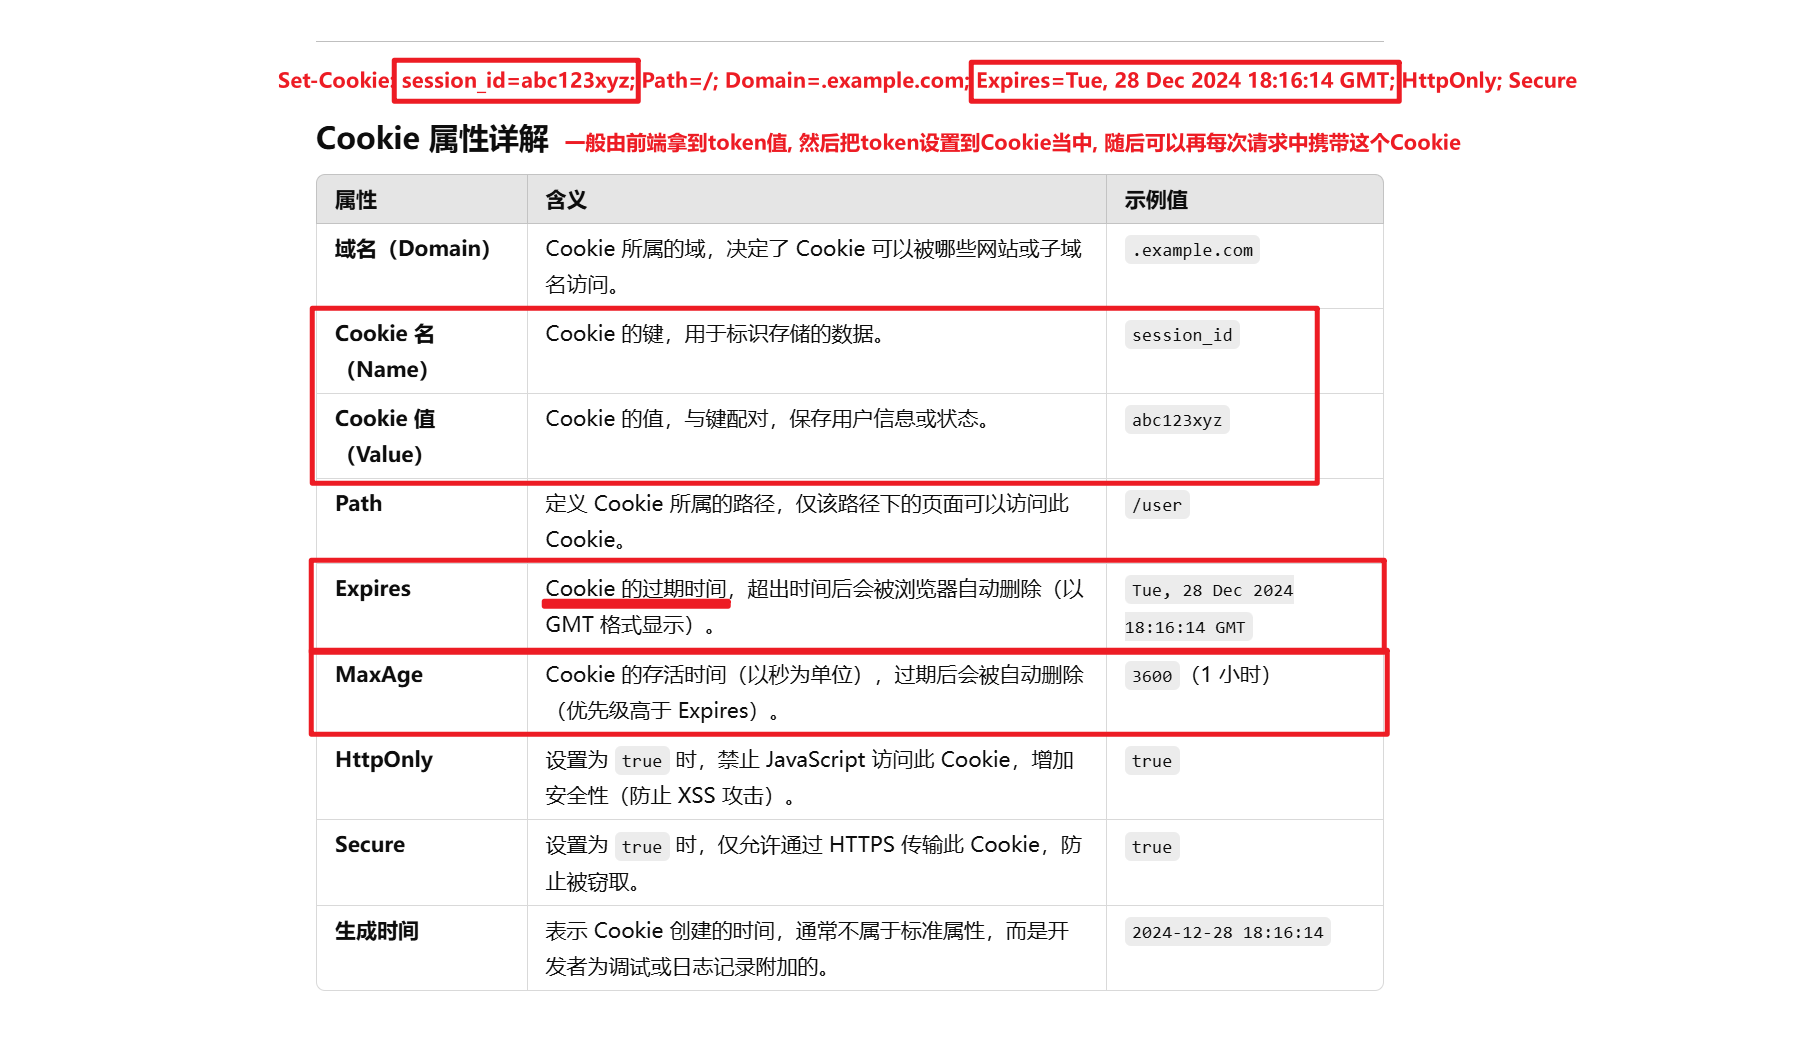 Set-Cookie: session_id=abc123xyz; Path=/; Domain=.example.com; Expires=Tue, 28 Dec 2024 18:16:14 GMT; HttpOnly; Secure
Cookie 属性详解 一般由前端拿到token值, 然后把token设置到Cookie当中, 随后可以再每次请求中携带这个Cookie
属性 含义 示例值
域名（Domain） Cookie 所属的域，决定了 Cookie 可以被哪些网站或子域 .example.com
名访问。
Cookie 名 Cookie 的键，用于标识存储的数据。 session_id
（Name）
Cookie 值 Cookie 的值，与键配对，保存用户信息或状态。 abc123xyz
（Value）
Path 定义 Cookie 所属的路径，仅该路径下的页面可以访问此 /user
Cookie。
Expires Cookie 的过期时间，超出时间后会被浏览器自动删除（以 Tue, 28 Dec 2024
GMT 格式显示）。 18:16:14 GMT
MaxAge Cookie 的存活时间（以秒为单位），过期后会被自动删除 3600（1 小时）
（优先级高于 Expires）。
HttpOnly 设置为 true 时，禁止 JavaScript 访问此 Cookie，增加 true
安全性（防止 XSS 攻击）。
Secure 设置为 true 时，仅允许通过 HTTPS 传输此 Cookie，防 true
止被窃取。
生成时间 表示 Cookie 创建的时间，通常不属于标准属性，而是开 2024-12-28 18:16:14
发者为调试或日志记录附加的。